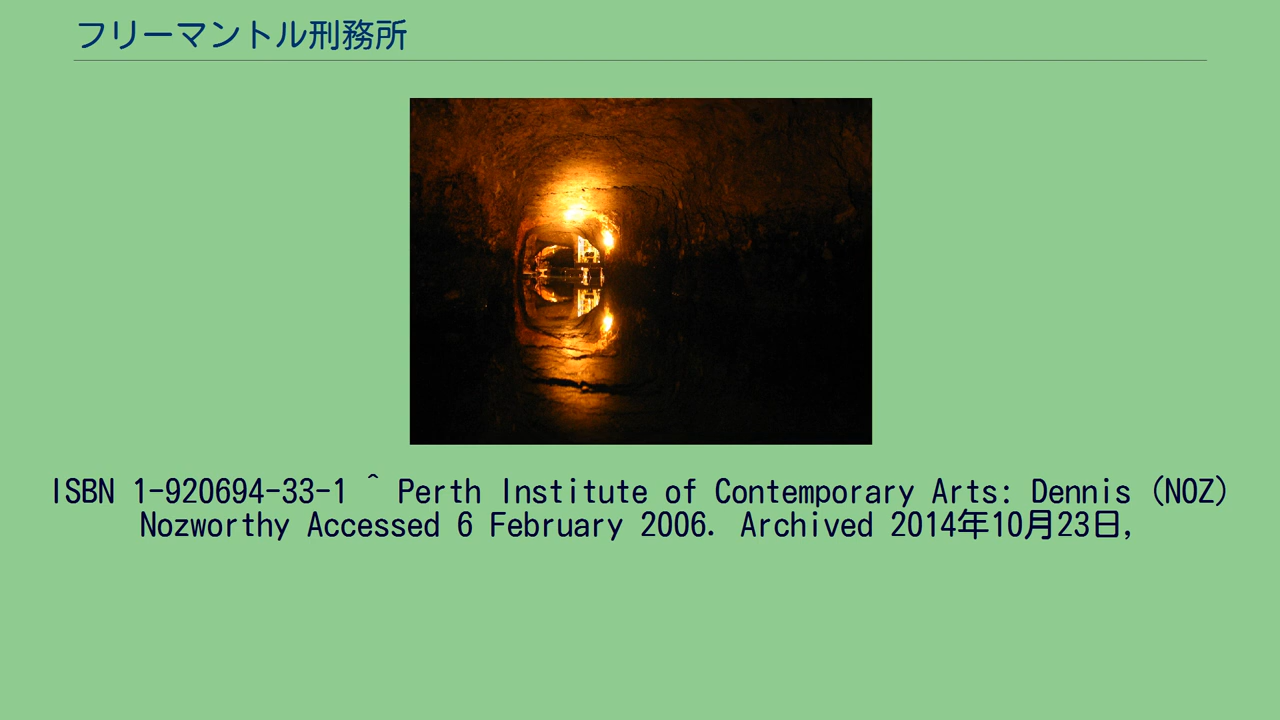 フリーマントル刑務所
ISBN 1-920694-33-1 ^ Perth Institute of Contemporary Arts: Dennis (NOZ)
Nozworthy Accessed 6 February 2006. Archived 2014年10月23日,